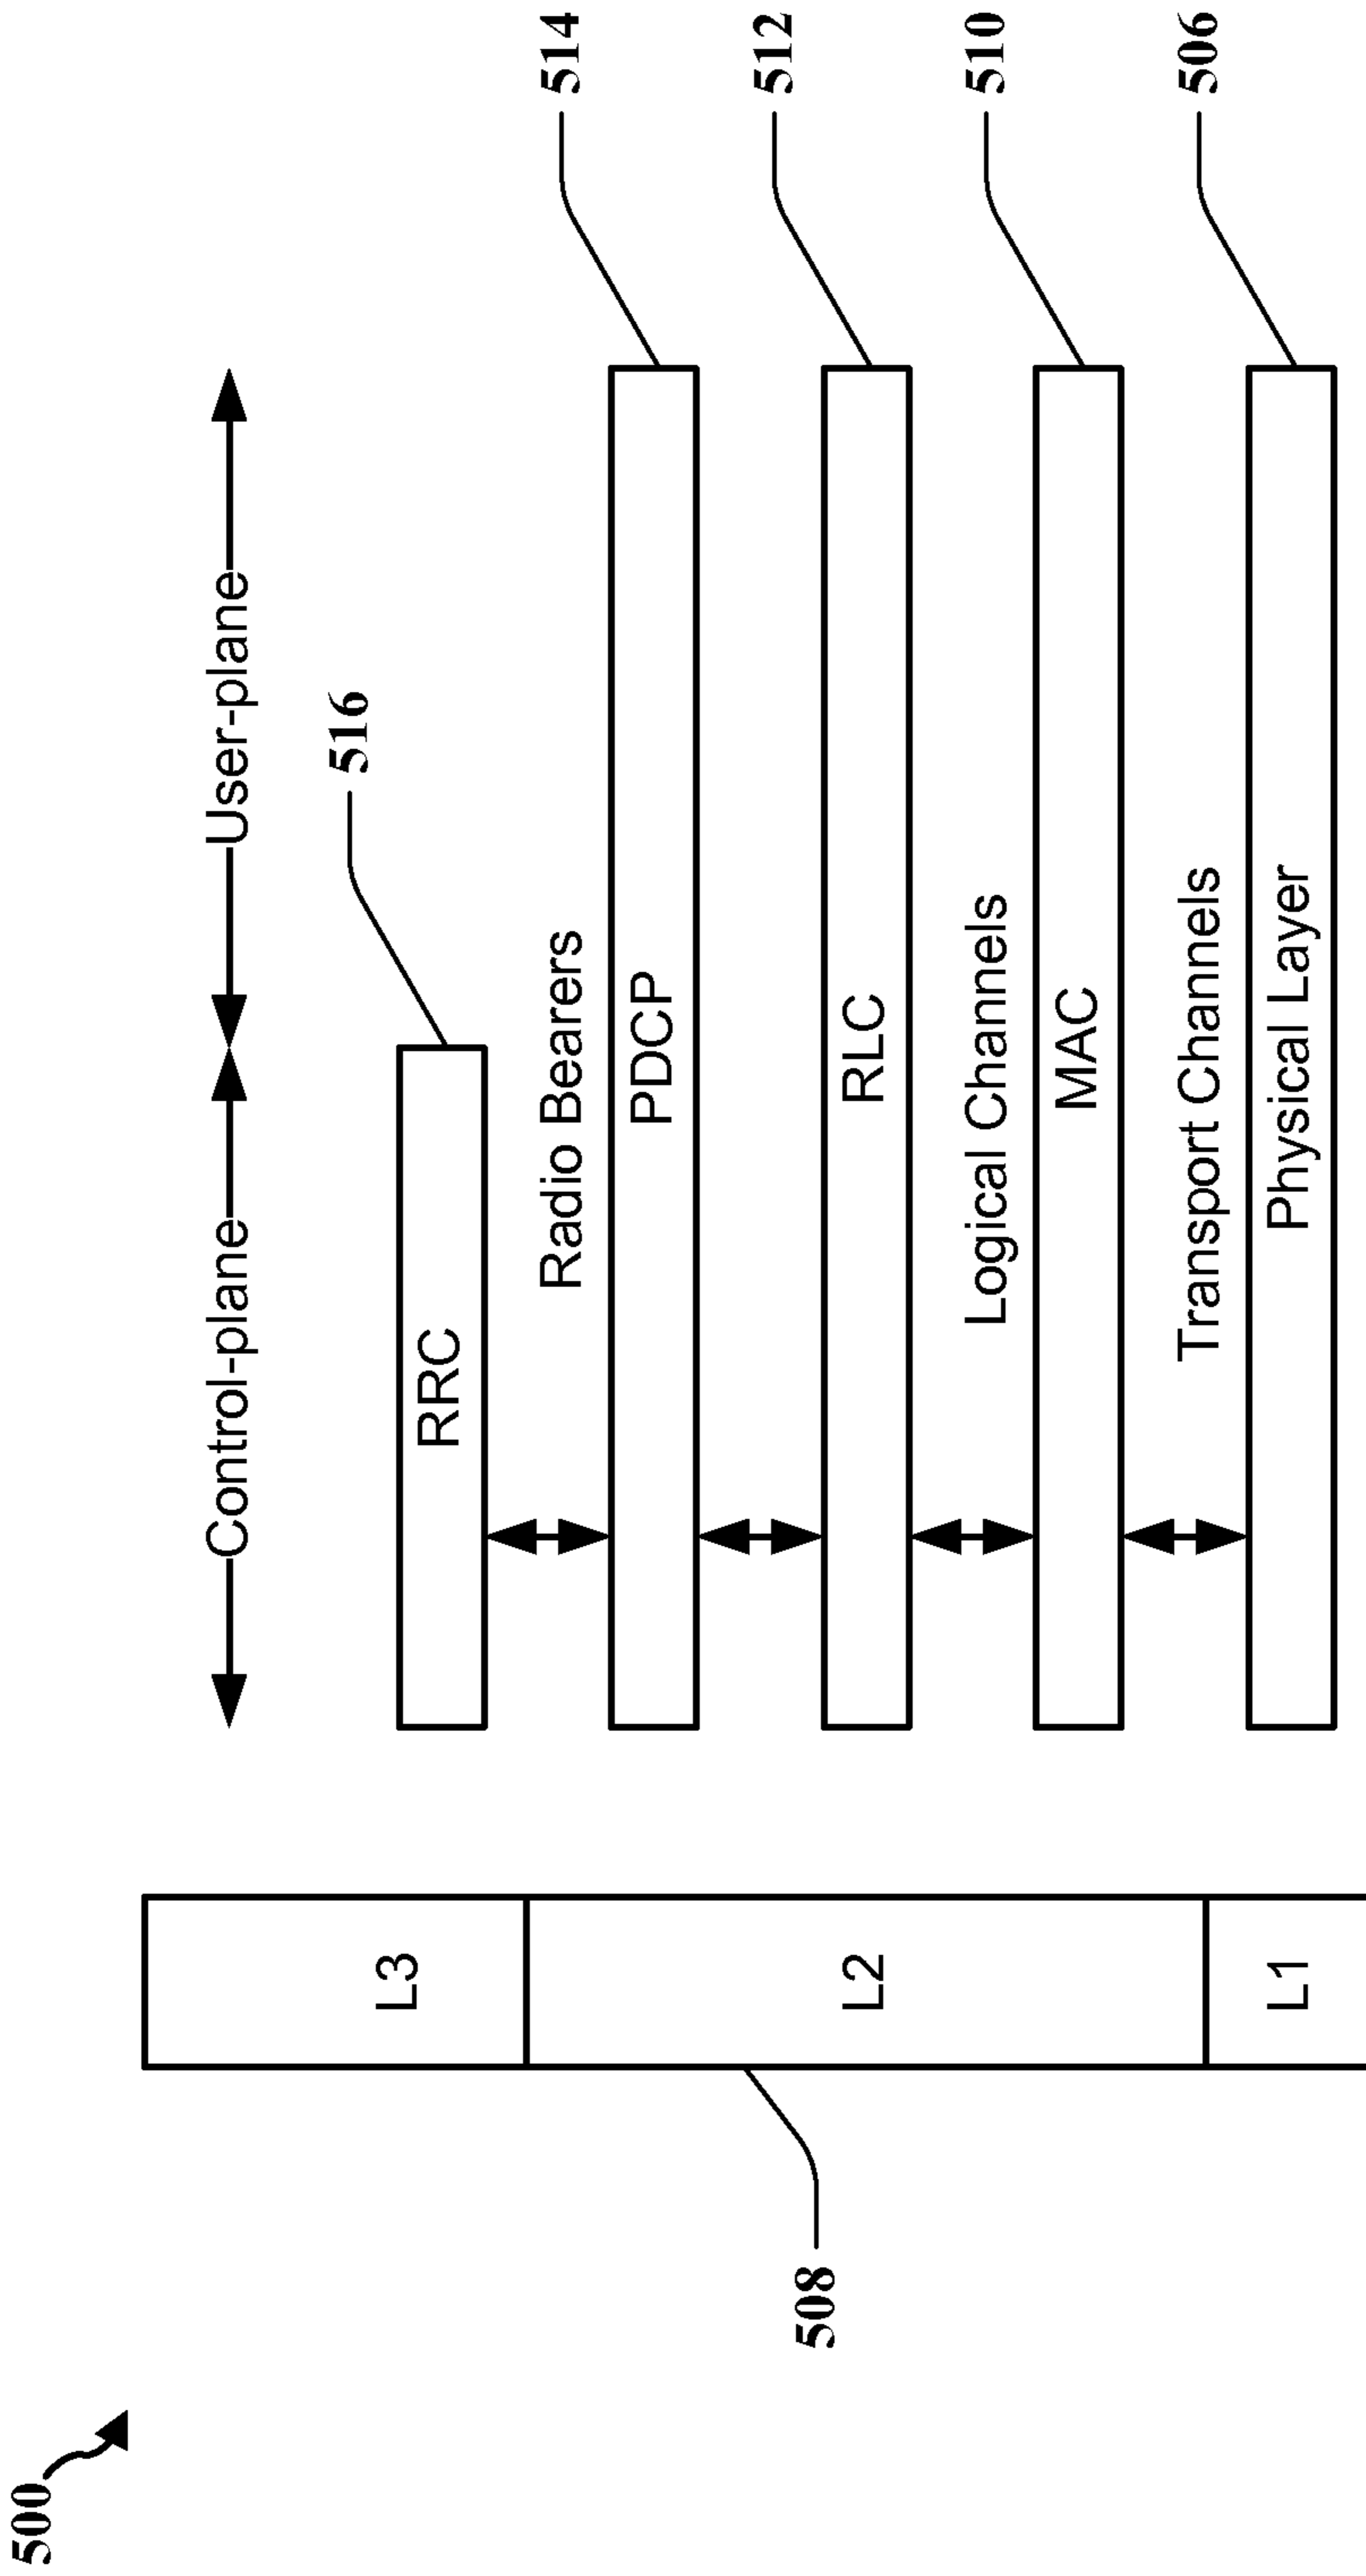 500
Control-plane
User-plane
516
L3
RRC
Radio Bearers
514
PDCP
512
508
L2
RLC
Logical Channels
510
MAC
Transport Channels
506
L1
Physical Layer